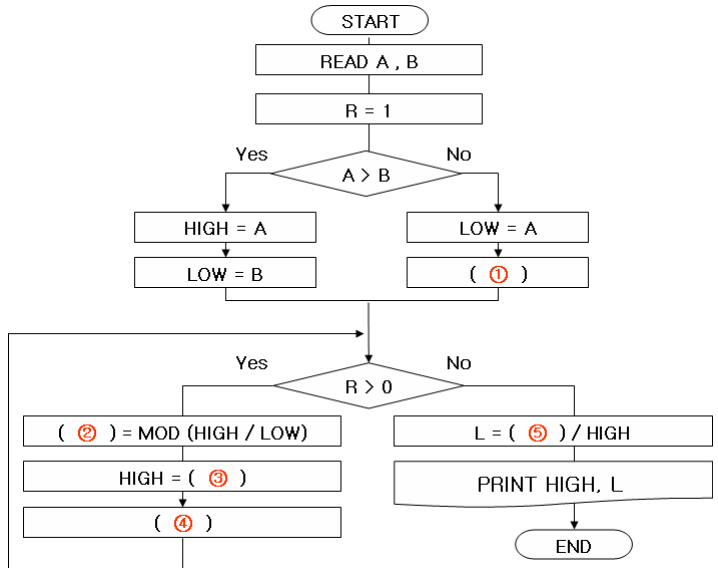 START
READ A , B
R = 1
Yes
No
A > B
HIGH = A
LOW = A
LOW = B
( ① )
Yes
No
R > 0
( ② ) = MOD (HIGH / LOW)
L = ( ⑤ ) / HIGH
HIGH = ( ③ )
PRINT HIGH, L
( ④ )
END